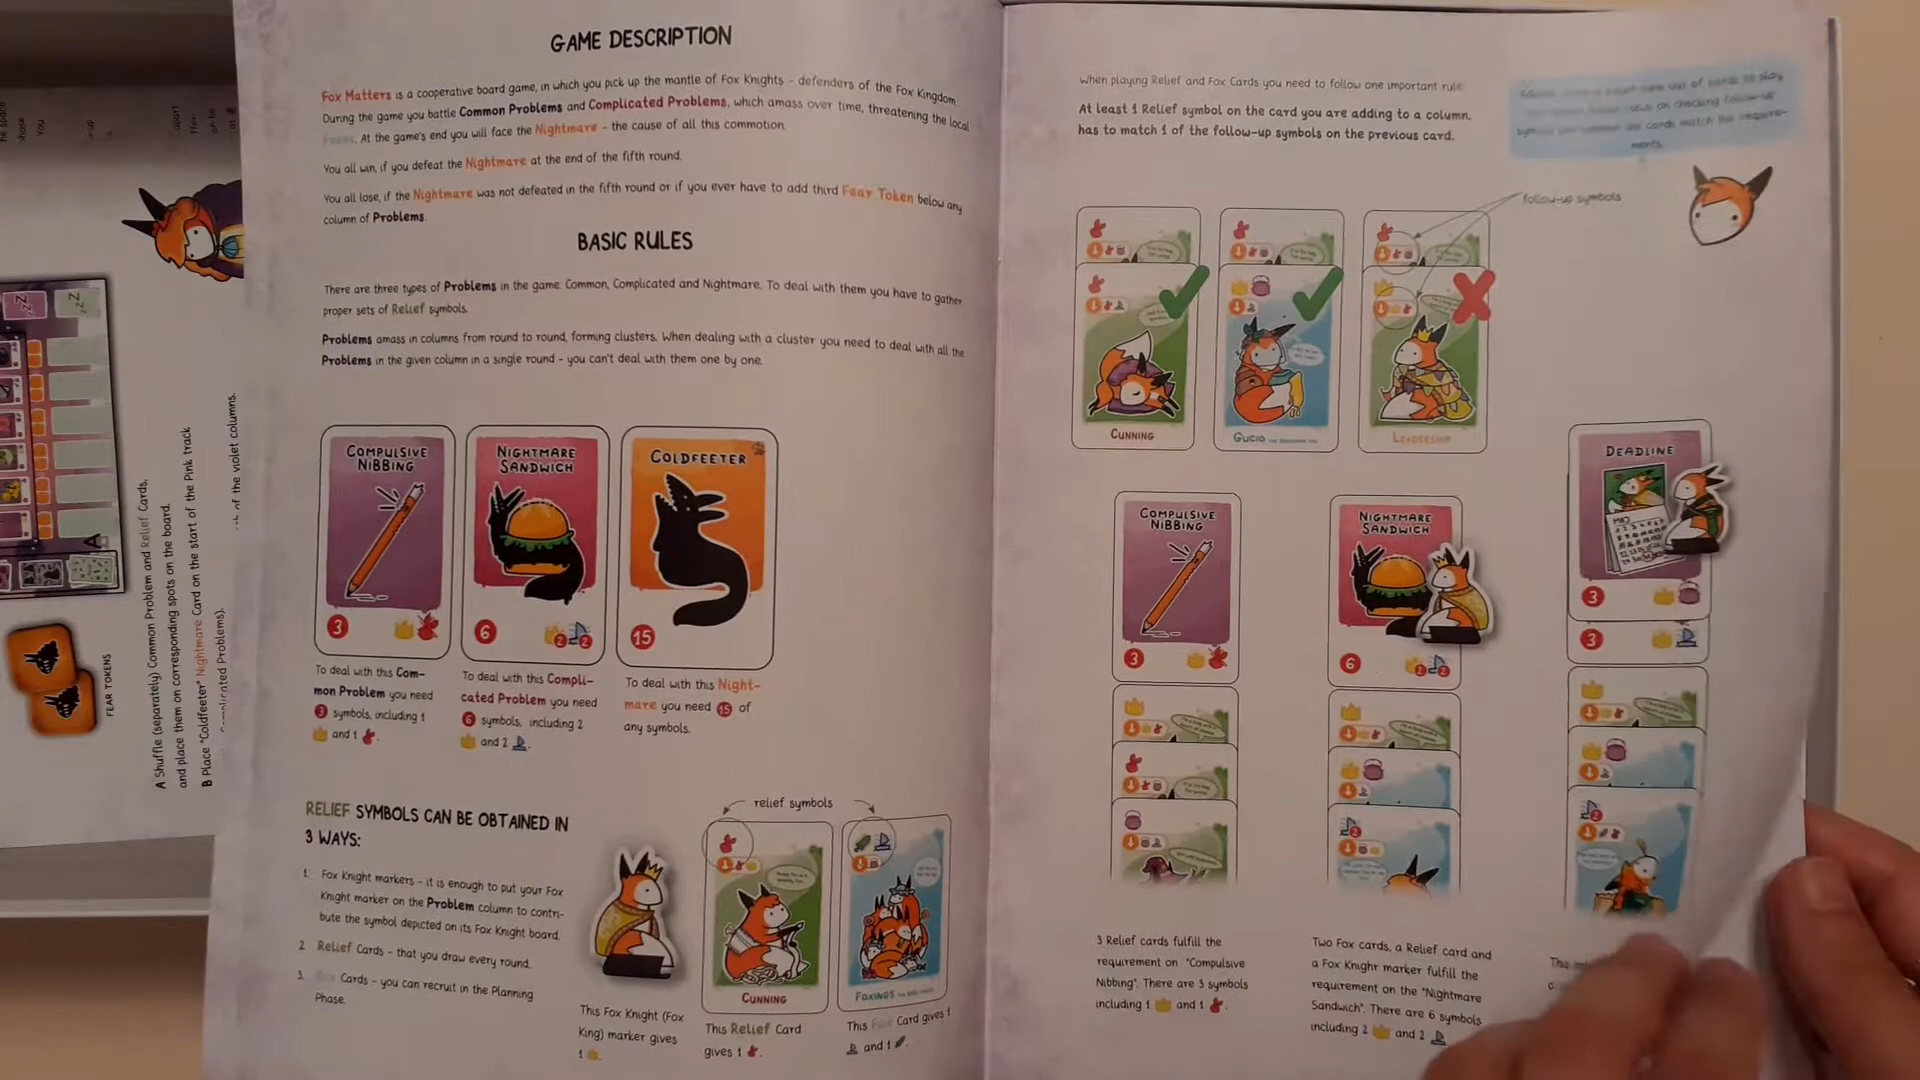 GAME DESCRIPTION
Fox Matters is a cooperative board game, in which you pick up the mantle of Fox Knights - defenders of the Fox Kingdom
During the game you battle Common Problems and Complicated Problems, which amass over time, threatening the local
Foxes. At the game's end you will face the Nightmare - the cause of all this commotion.
You all win, if you defeat the Nightmare at the end of the fifth round.
You all lose, if the Nightmare was not defeated in the fifth round or if you ever have to add third Fear Token below any
column of Problems.
BASIC RULES
There are three types of Problems in the game: Common, Complicated and Nightmare. To deal with them you have to gather
proper sets of Relief symbols.
Problems amass in columns from round to round, forming clusters. When dealing with a cluster you need to deal with all the
Problems in the given column in a single round - you can't deal with them one by one.
COMPULSIVE
NIBBING
3
NIGHTMARE
SANDWICH
6
2 2
COLDFEETER
15
To deal with this Com-
mon Problem you need
3 symbols, including 1
and 1
To deal with this Compli-
cated Problem you need
6 symbols, including 2
and 2
To deal with this Night-
mare you need 15 of
any symbols.
RELIEF SYMBOLS CAN BE OBTAINED IN
3 WAYS:
1. Fox Knight markers - it is enough to put your Fox
Knight marker on the Problem column to contri-
bute the symbol depicted on its Fox Knight board.
2. Relief Cards - that you draw every round.
3. Cards - you can recruit in the Planning
Phase.
relief symbols
CUNNING
FOXINGS
This Fox Knight (Fox
King) marker gives
1
This Relief Card
gives 1
This Fox Card gives 1
and 1
When playing Relief and Fox Cards you need to follow one important rule
At least 1 Relief symbol on the card you are adding to a column,
has to match 1 of the follow-up symbols on the previous card.
follow-up symbols
CUNNING
GUCIO
LEADERSHIP
COMPULSIVE
NIBBING
3
NIGHTMARE
SANDWICH
6
2 2
DEADLINE
3
3
2
2
3 Relief cards fulfill the
requirement on "Compulsive
Nibbing". There are 3 symbols
including 1 and 1
Two Fox cards, a Relief card and
a Fox Knighr marker fulfill the
requirement on the "Nightmare
Sandwich". There are 6 symbols
including 2 and 2
This
FEAR TOKENS
A Shuffle (separately) Common Problem and Relief Cards,
and place them on corresponding spots on the board.
B Place "Coldfeeter" Nightmare Card on the start of the Pink track
of the violet columns.
A